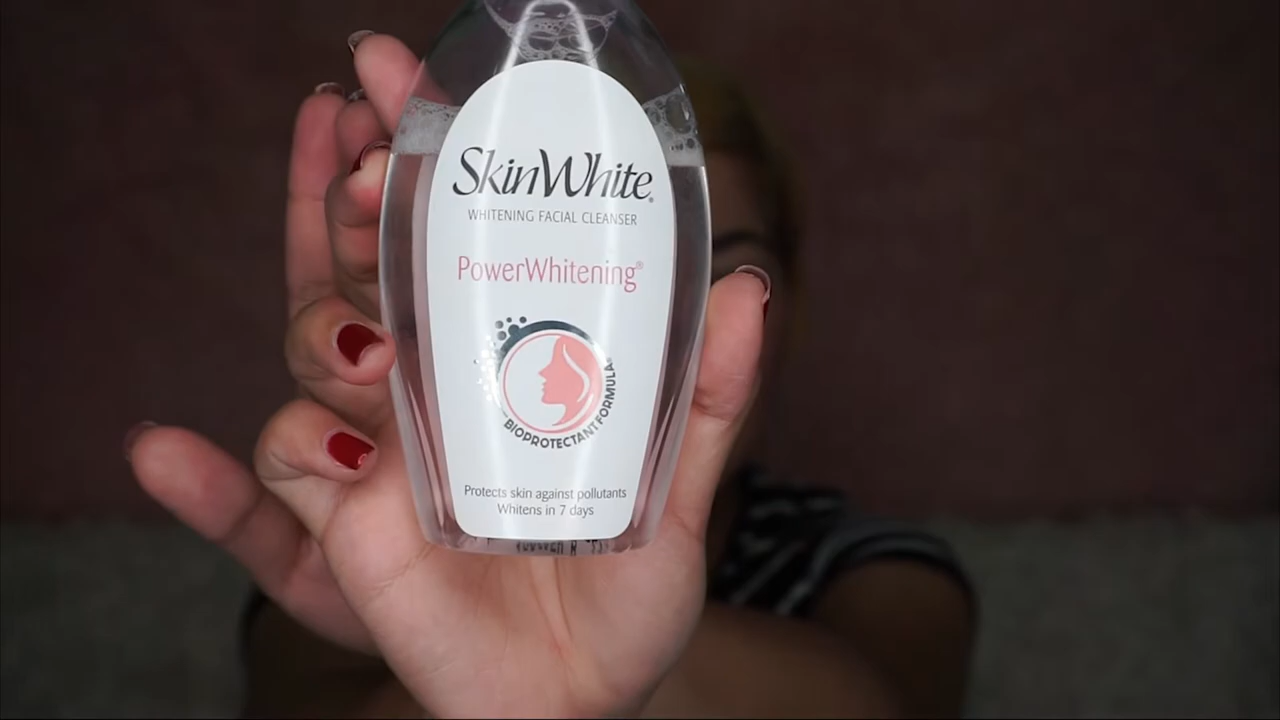 SkinWhite®
WHITENING FACIAL CLEANSER
PowerWhitening®
BIOPROTECTANT FORMULA
Protects skin against pollutants
Whitens in 7 days